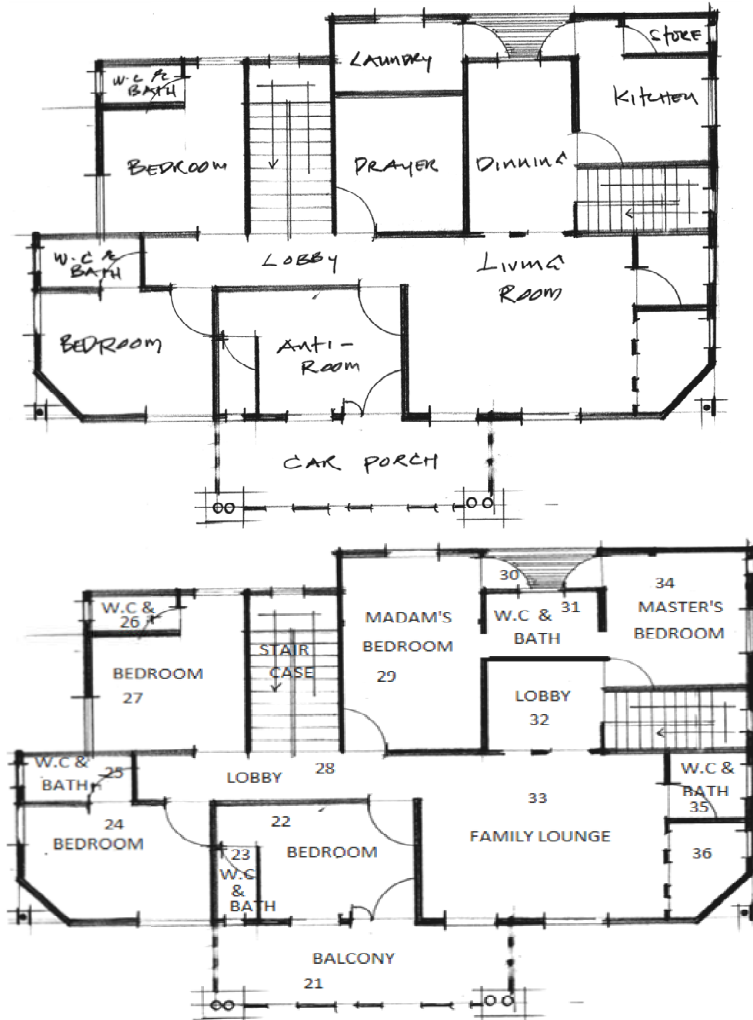 STORE
LAUNDRY
W.C &
BATH
KITCHEN
BEDROOM
PRAYER
DINNING
W.C &
BATH
LOBBY
LIVING
ROOM
BEDROOM
ANTI-
ROOM
CAR PORCH
30
34
W.C &
26
MADAM'S
BEDROOM
29
W.C &
31
BATH
MASTER'S
BEDROOM
STAIR
CASE
BEDROOM
27
LOBBY
32
W.C &
BATH
25
LOBBY
28
33
FAMILY LOUNGE
W.C &
BATH
35
24
BEDROOM
22
BEDROOM
23
W.C
&
BATH
36
BALCONY
21